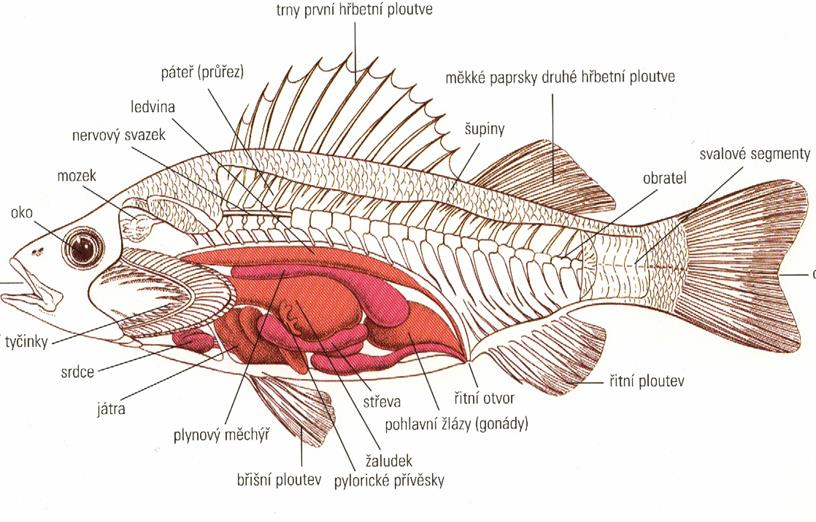 trny první hřbetní ploutve
páteř (průřez)
měkké paprsky druhé hřbetní ploutve
ledvina
nervový svazek
šupiny
svalové segmenty
mozek
obratel
oko
tyčinky
srdce
játra
střeva
řitní otvor
řitní ploutev
plynový měchýř
pohlavní žlázy (gonády)
žaludek
břišní ploutev
pylorické přívěsky